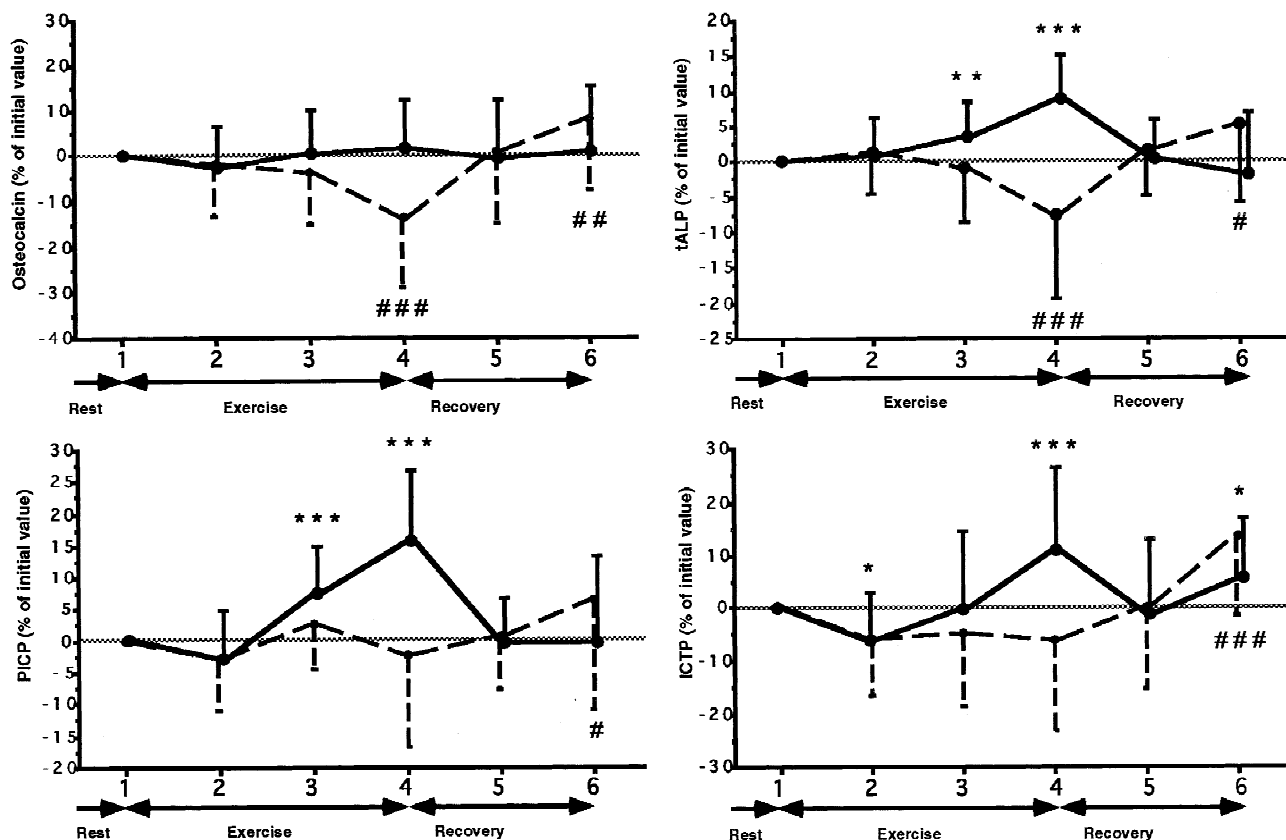 Osteocalcin (% of initial value)
30
20
10
0
-10
-20
-30
-40
# # #
# #
1 2 3 4 5 6
Rest Exercise Recovery
tALP (% of initial value)
20
15
10
5
0
-5
-10
-15
-20
-25
* *
* * *
# # #
#
1 2 3 4 5 6
Rest Exercise Recovery
PICP (% of initial value)
30
25
20
15
10
5
0
-5
-10
-15
-20
* * *
* * *
#
1 2 3 4 5 6
Rest Exercise Recovery
ICTP (% of initial value)
30
20
10
0
-10
-20
-30
*
* * *
*
# # #
1 2 3 4 5 6
Rest Exercise Recovery